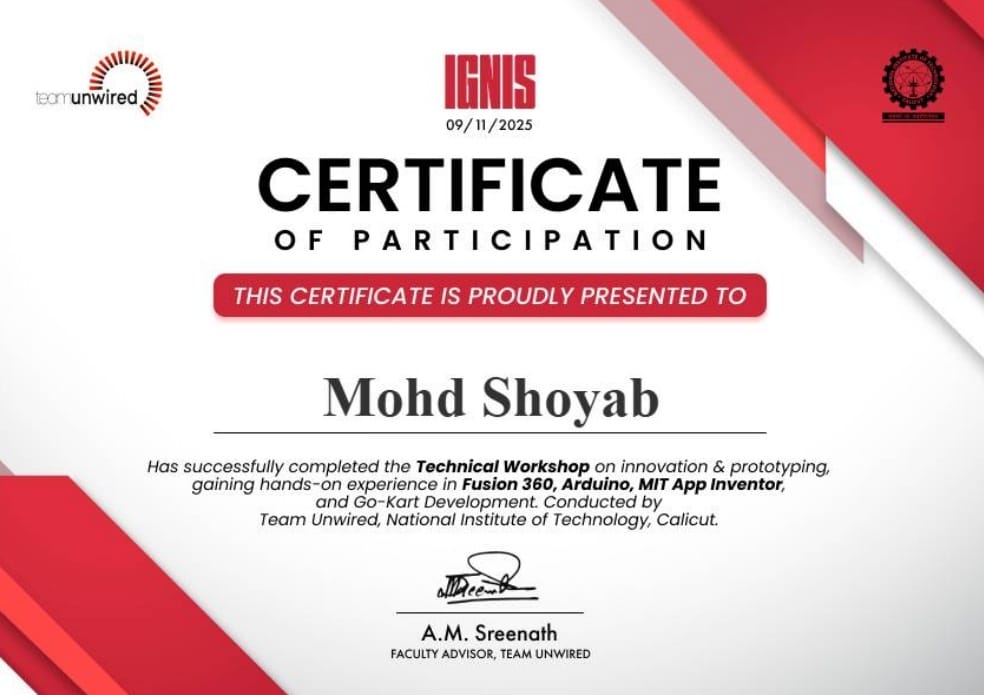 teamunwired
IGNIS
09/11/2025
CERTIFICATE
OF PARTICIPATION
THIS CERTIFICATE IS PROUDLY PRESENTED TO
Mohd Shoyab
Has successfully completed the Technical Workshop on innovation & prototyping,
gaining hands-on experience in Fusion 360, Arduino, MIT App Inventor,
and Go-Kart Development. Conducted by
Team Unwired, National Institute of Technology, Calicut.
A.M. Sreenath
FACULTY ADVISOR, TEAM UNWIRED